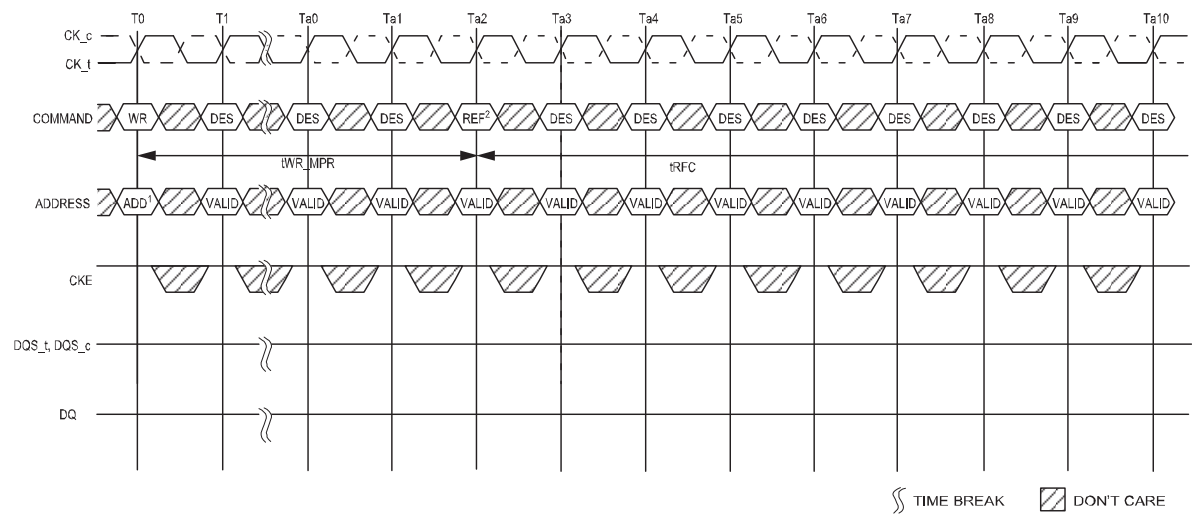 T0 T1 Ta0 Ta1 Ta2 Ta3 Ta4 Ta5 Ta6 Ta7 Ta8 Ta9 Ta10
CK_c
CK_t
COMMAND WR DES DES DES REF² DES DES DES DES DES DES DES DES
tWR_MPR tRFC
ADDRESS ADD¹ VALID VALID VALID VALID VALID VALID VALID VALID VALID VALID VALID VALID
CKE
DQS_t, DQS_c
DQ
TIME BREAK DON'T CARE